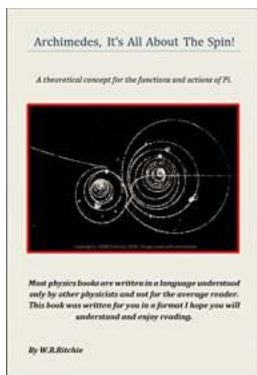 Archimedes, It's All About The Spin!
A theoretical concept for the functions and actions of Pi.
Most physics books are written in a language understood
only by other physicists and not for the average reader.
This book was written for you in a format I hope you will
understand and enjoy reading.
By W.R.Ritchie